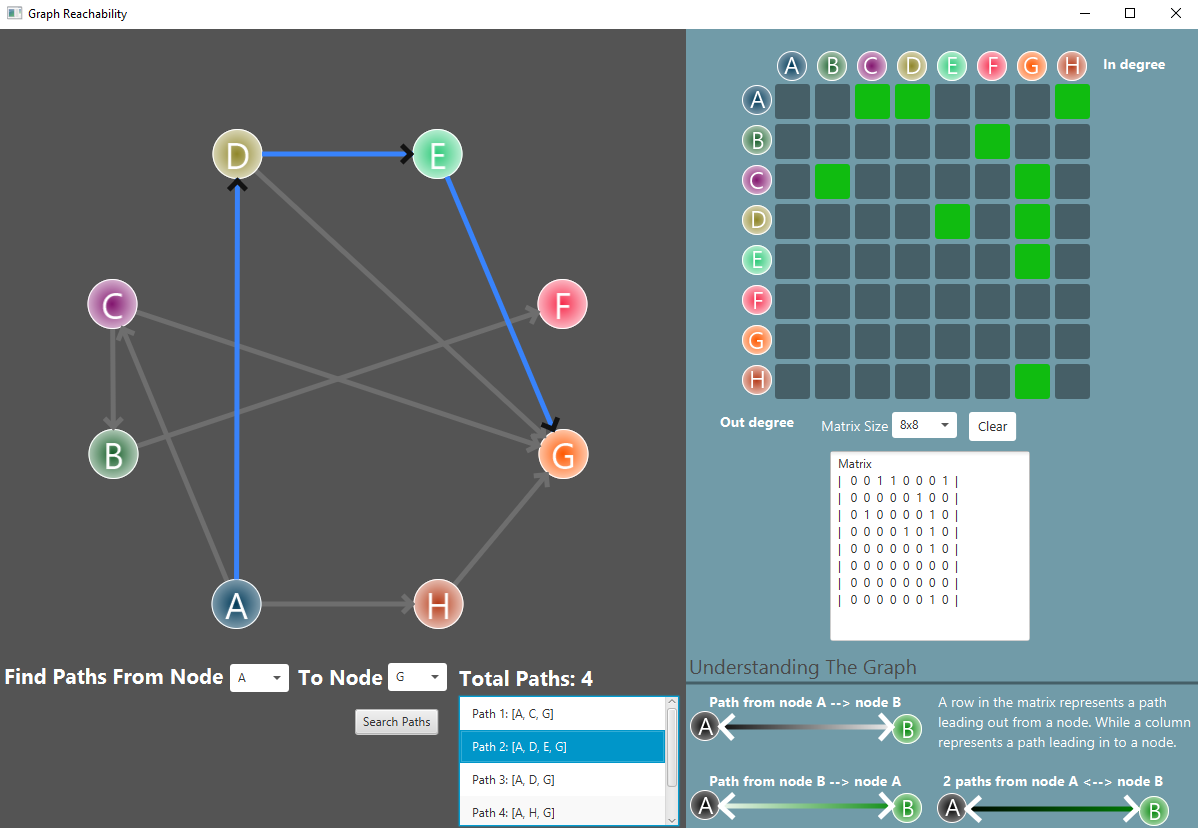 Graph Reachability
D
E
C
F
B
G
A
H
A B C D E F G H In degree
A
B
C
D
E
F
G
H
Out degree
Matrix Size 8x8 Clear
Matrix
| 0 0 1 1 0 0 0 1 |
| 0 0 0 0 0 1 0 0 |
| 0 1 0 0 0 0 1 0 |
| 0 0 0 0 1 0 1 0 |
| 0 0 0 0 0 0 1 0 |
| 0 0 0 0 0 0 0 0 |
| 0 0 0 0 0 0 0 0 |
| 0 0 0 0 0 0 1 0 |
Find Paths From Node A To Node G Total Paths: 4
Search Paths
Path 1: [A, C, G]
Path 2: [A, D, E, G]
Path 3: [A, D, G]
Path 4: [A, H, G]
Understanding The Graph
Path from node A --> node B
A B
A row in the matrix represents a path
leading out from a node. While a column
represents a path leading in to a node.
Path from node B --> node A
A B
2 paths from node A <--> node B
A B